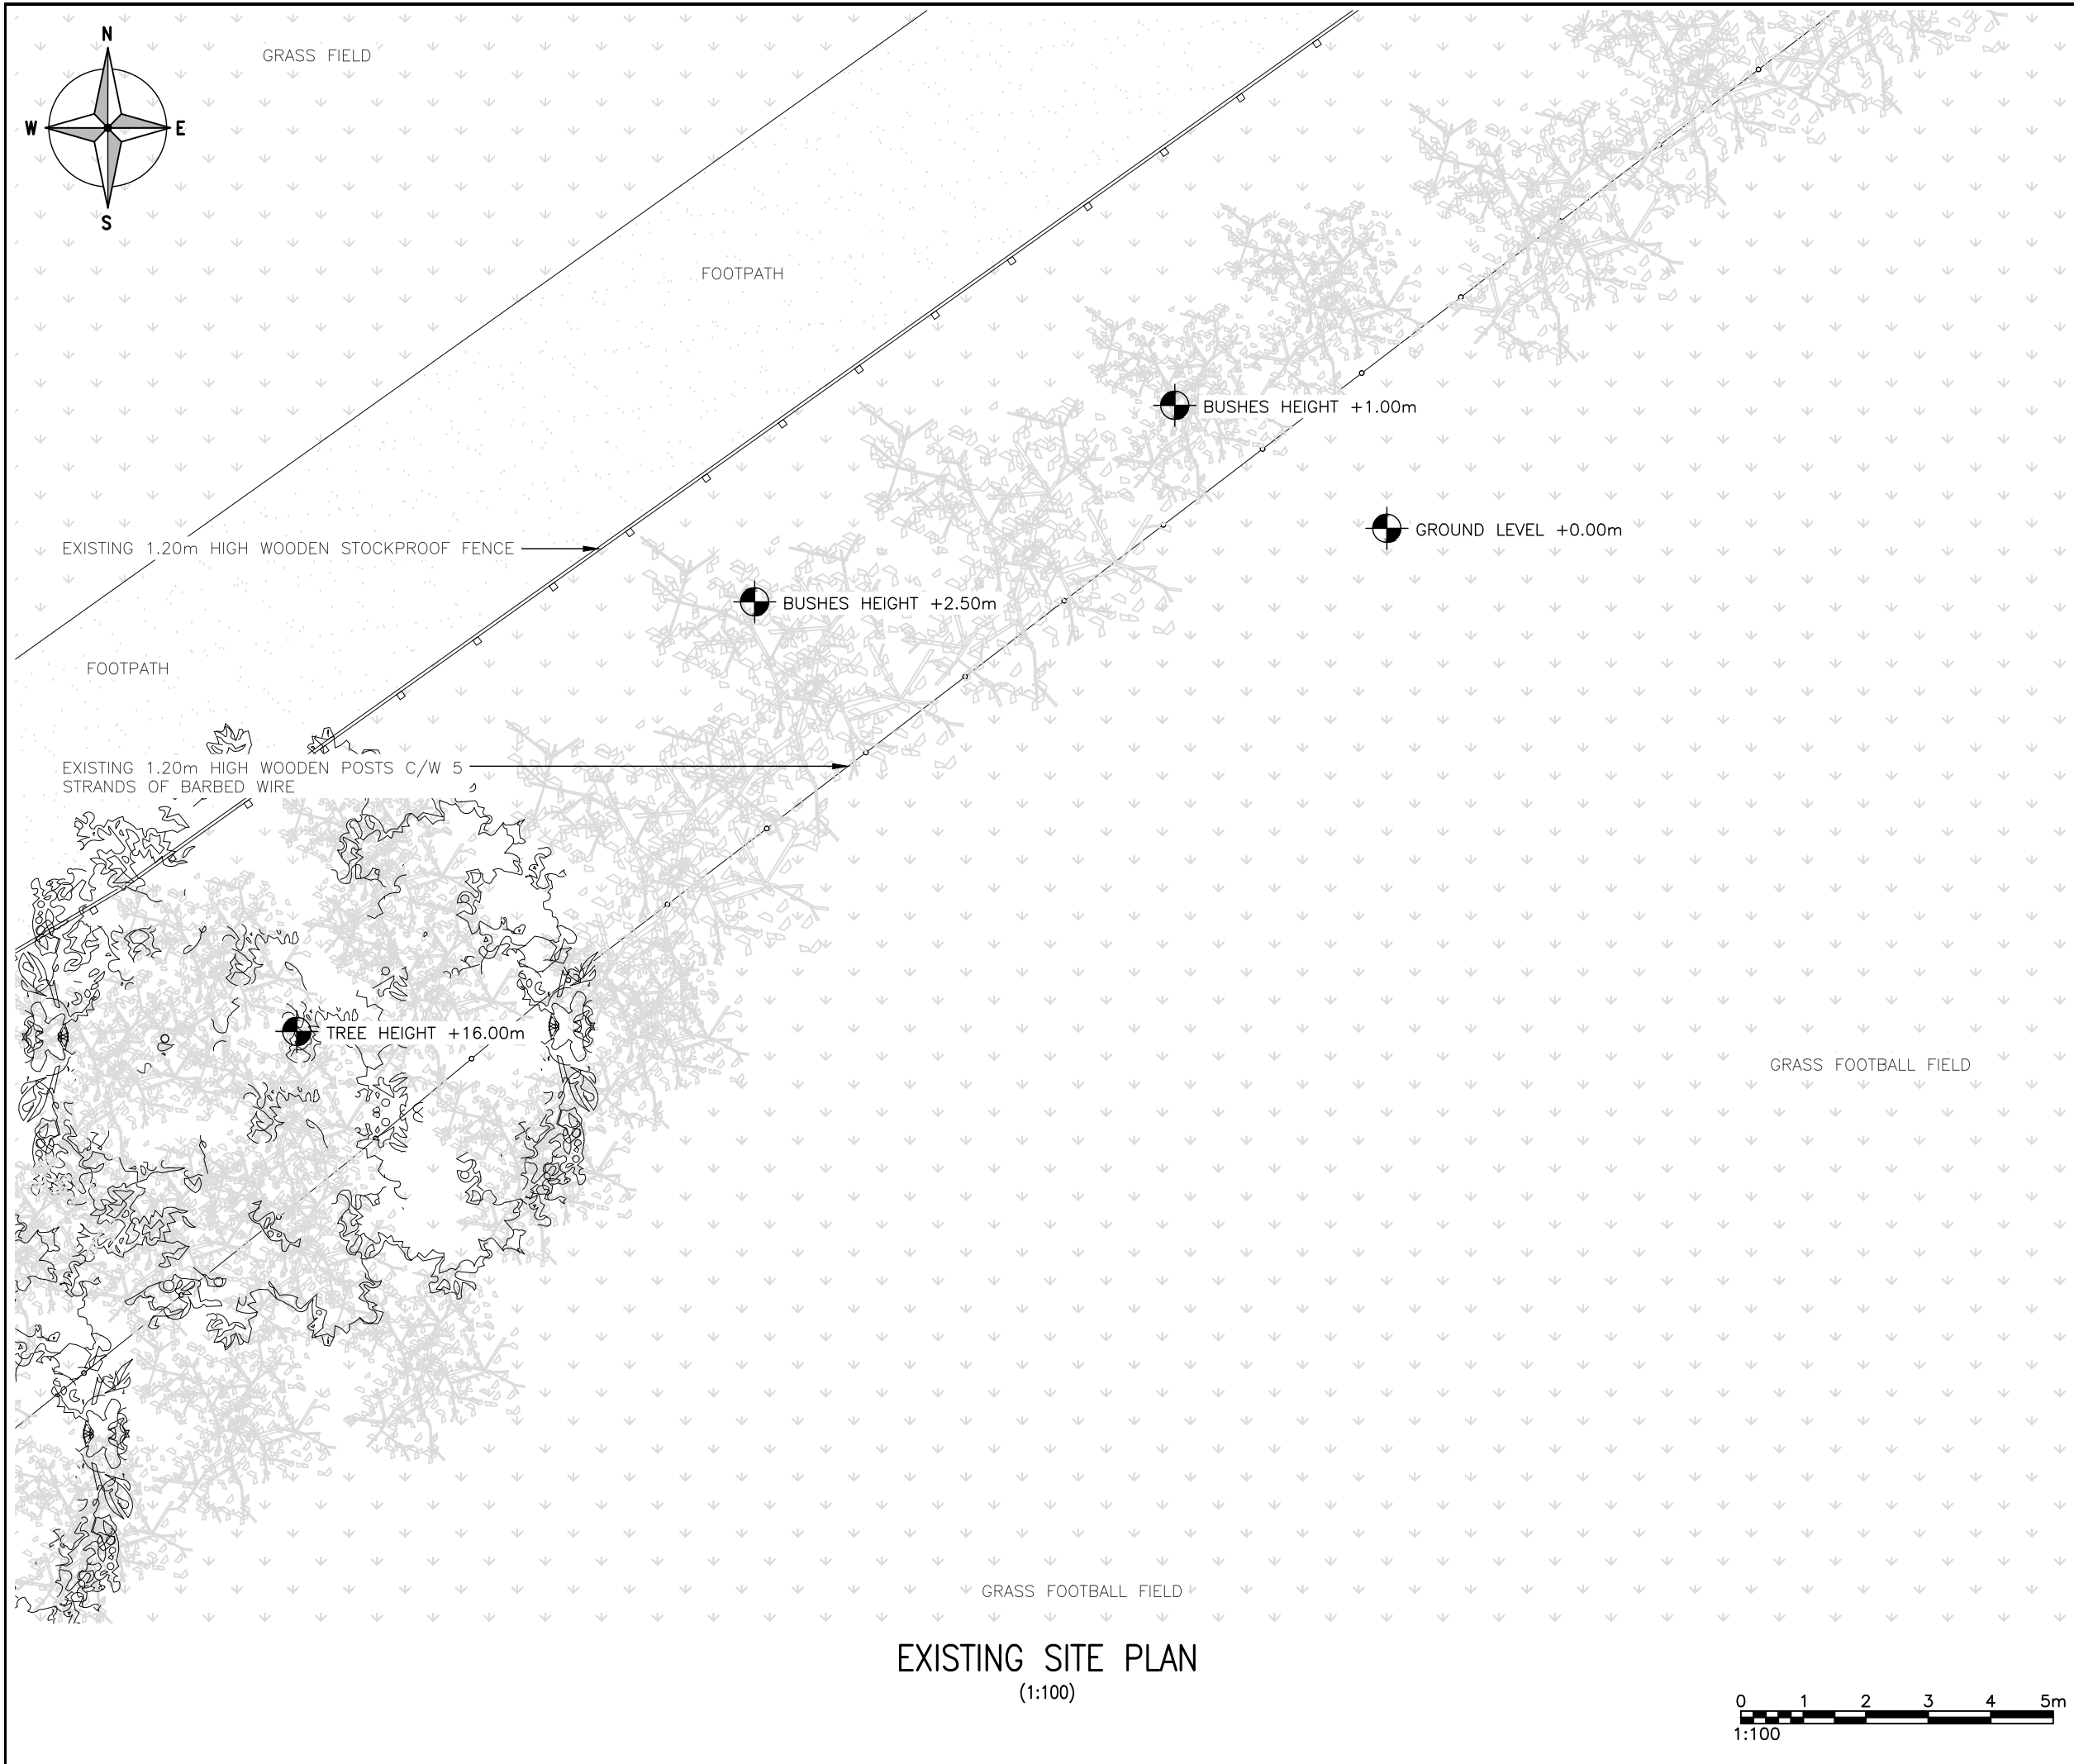 N
GRASS FIELD
W
E
S
FOOTPATH
BUSHES HEIGHT +1.00m
GROUND LEVEL +0.00m
EXISTING 1.20m HIGH WOODEN STOCKPROOF FENCE
BUSHES HEIGHT +2.50m
FOOTPATH
EXISTING 1.20m HIGH WOODEN POSTS C/W 5
STRANDS OF BARBED WIRE
TREE HEIGHT +16.00m
GRASS FOOTBALL FIELD
GRASS FOOTBALL FIELD
EXISTING SITE PLAN
(1:100)
0 1 2 3 4 5m
1:100